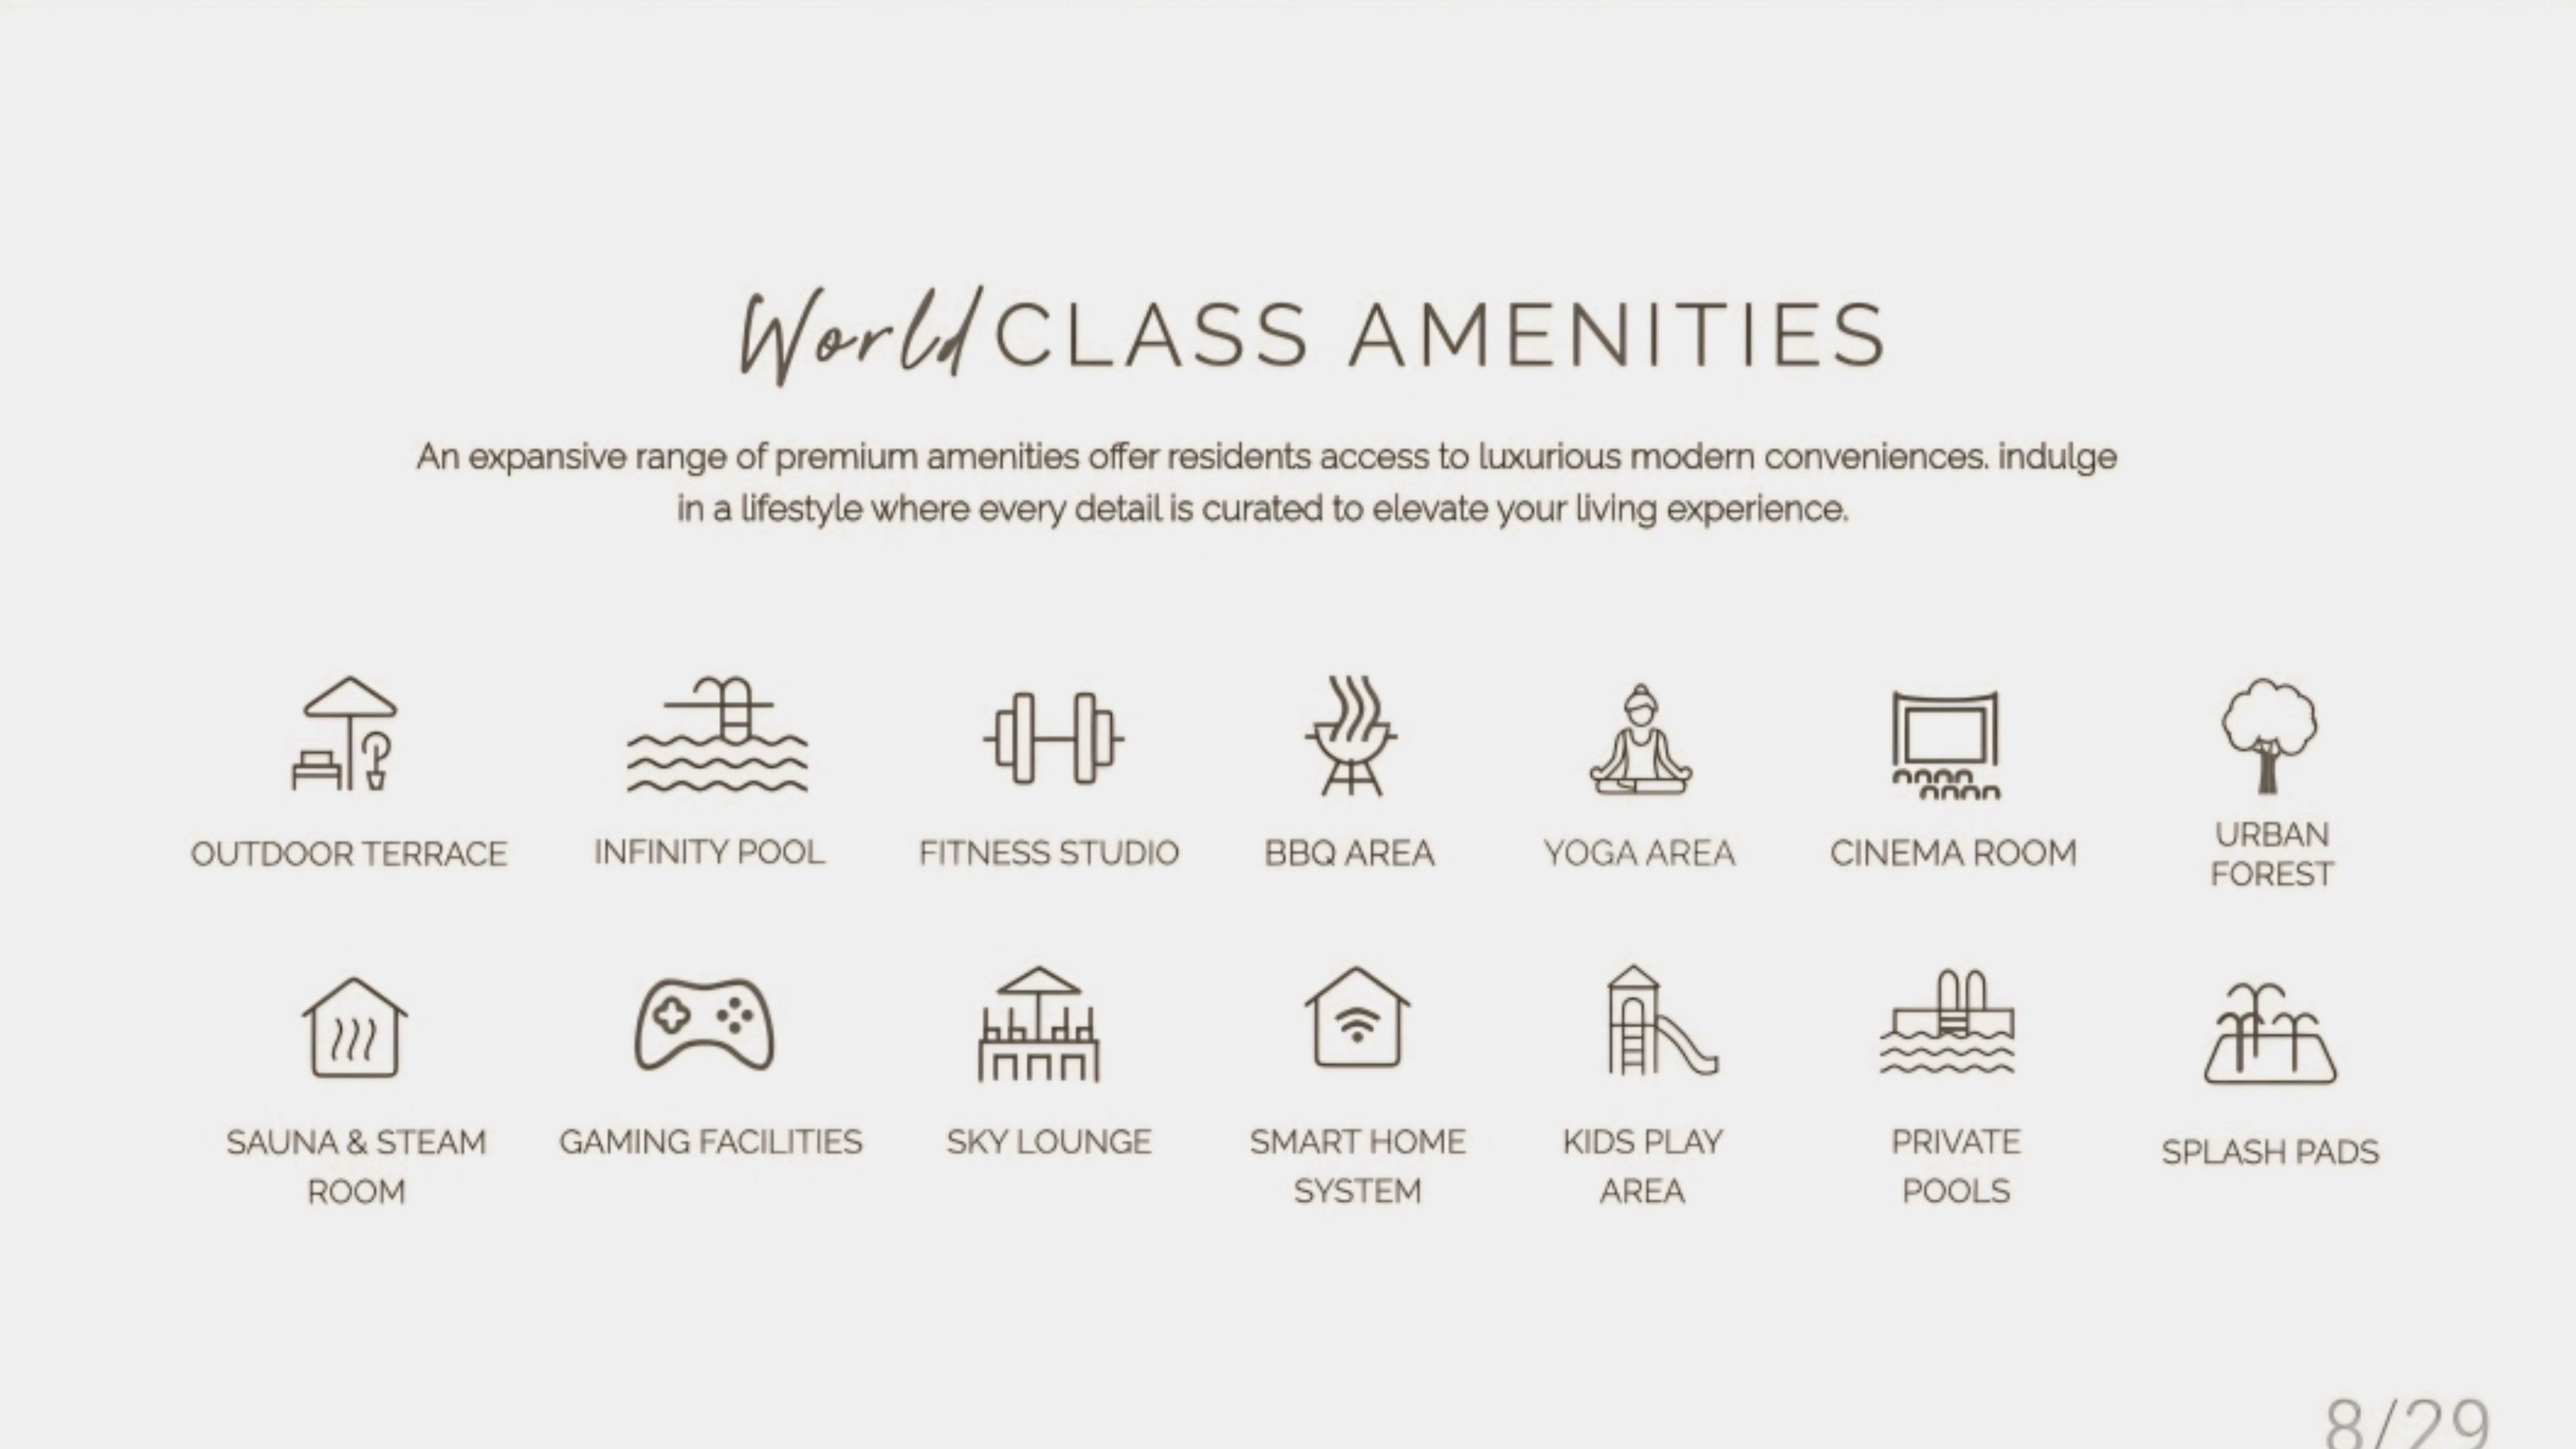 World CLASS AMENITIES
An expansive range of premium amenities offer residents access to luxurious modern conveniences. indulge
in a lifestyle where every detail is curated to elevate your living experience.
OUTDOOR TERRACE
INFINITY POOL
FITNESS STUDIO
BBQ AREA
YOGA AREA
CINEMA ROOM
URBAN
FOREST
SAUNA & STEAM
ROOM
GAMING FACILITIES
SKY LOUNGE
SMART HOME
SYSTEM
KIDS PLAY
AREA
PRIVATE
POOLS
SPLASH PADS
8/29